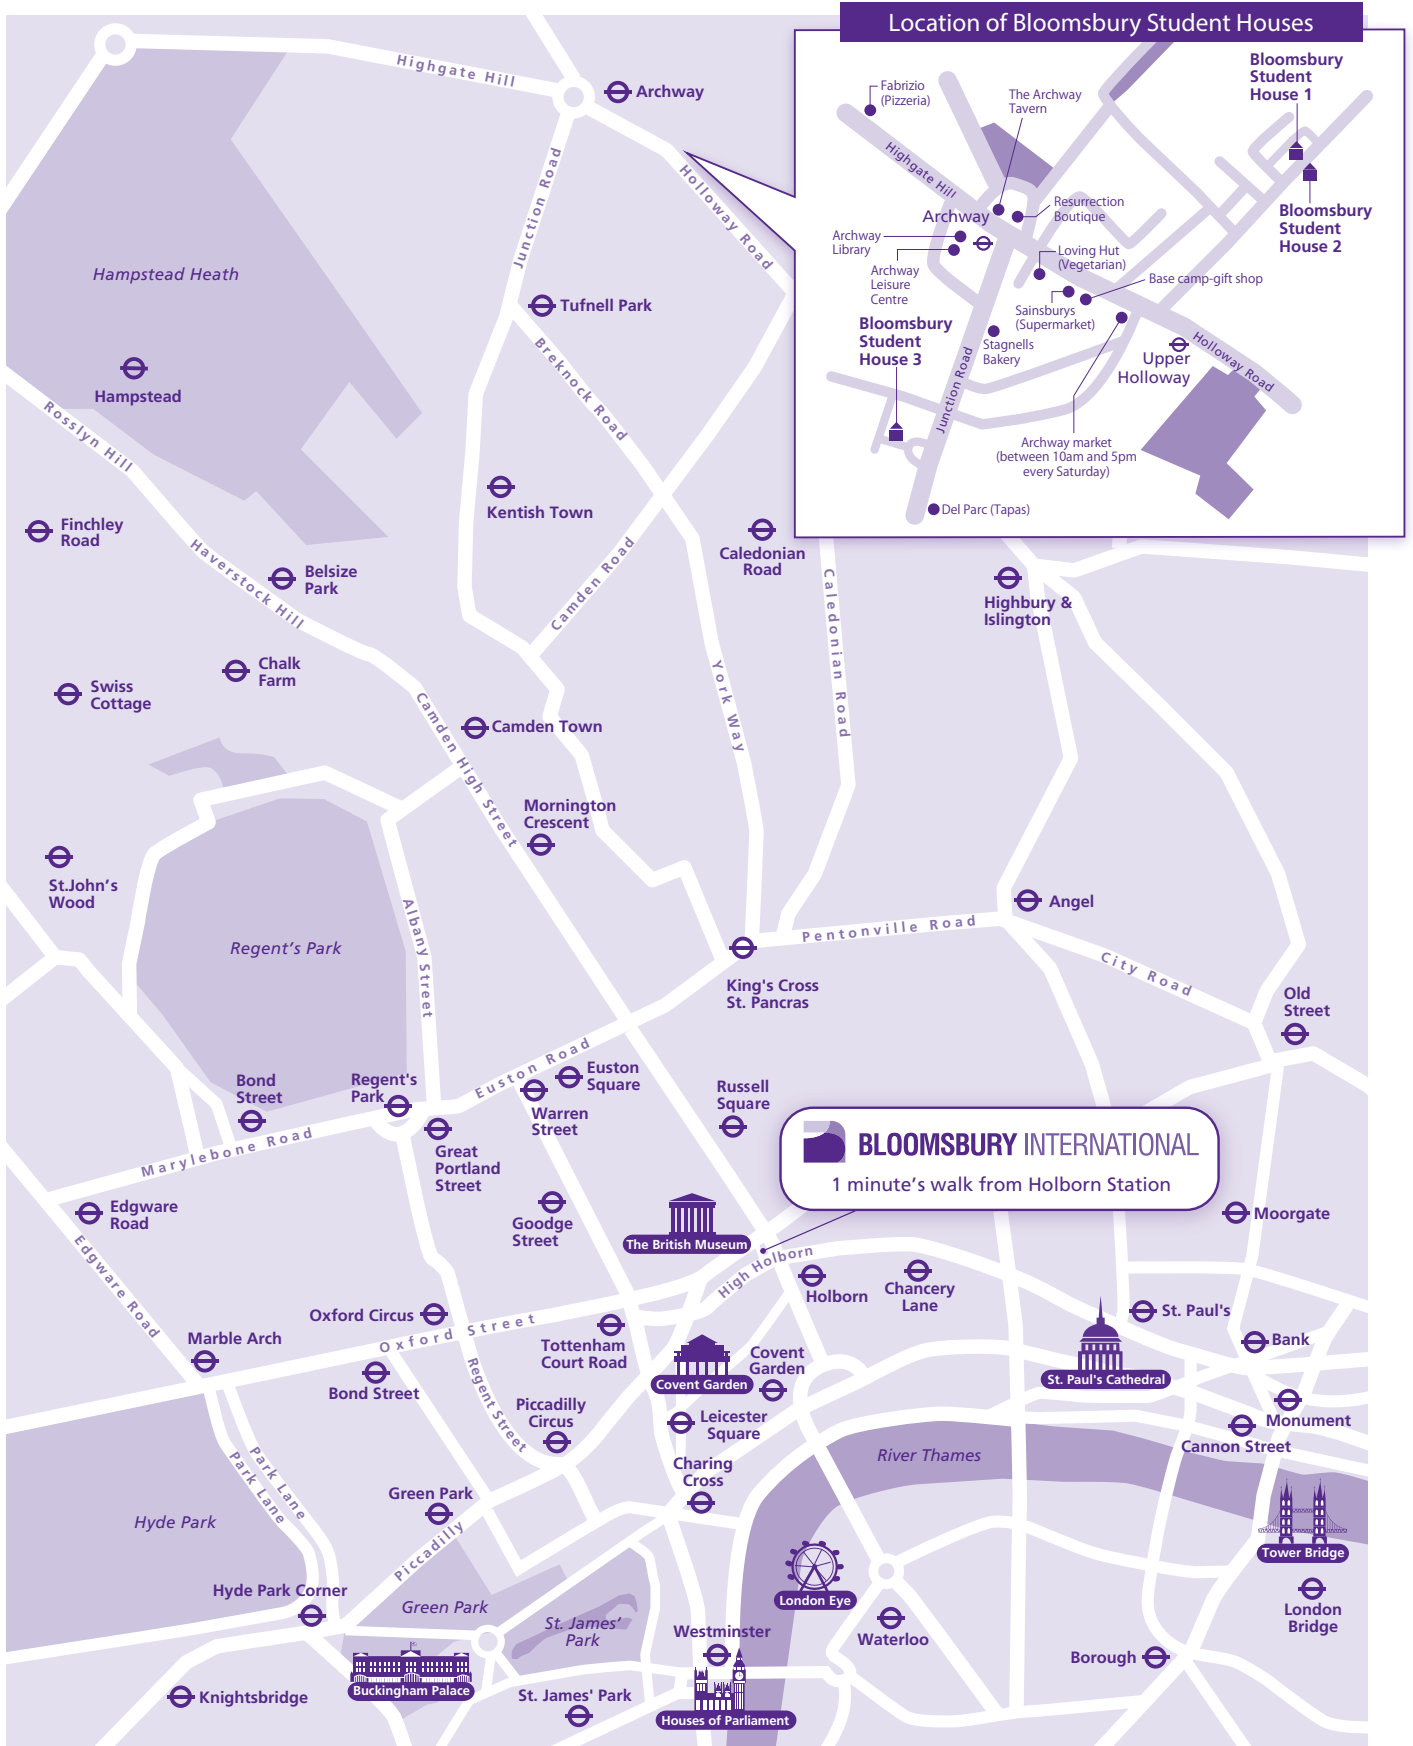 Location of Bloomsbury Student Houses
Bloomsbury
Student
House 1
Fabrizio
(Pizzeria)
The Archway
Tavern
Highgate Hill
Resurrection
Boutique
Bloomsbury
Student
House 2
Archway
Archway
Library
Archway
Leisure
Centre
Loving Hut
(Vegetarian)
Base camp-gift shop
Sainsburys
(Supermarket)
Bloomsbury
Student
House 3
Stagnells
Bakery
Upper
Holloway
Holloway Road
Junction Road
Archway market
(between 10am and 5pm
every Saturday)
Del Parc (Tapas)
Highgate Hill
Archway
Junction Road
Holloway Road
Hampstead Heath
Tufnell Park
Breknock Road
Hampstead
Rosslyn Hill
Kentish Town
Finchley
Road
Caledonian
Road
Haverstock Hill
Belsize
Park
Camden Road
Caledonian Road
Highbury &
Islington
Chalk
Farm
Swiss
Cottage
York Way
Camden High Street
Camden Town
Mornington
Crescent
St.John's
Wood
Albany Street
Angel
Pentonville Road
Regent's Park
City Road
King's Cross
St. Pancras
Old
Street
Euston Road
Euston
Square
Bond
Street
Regent's
Park
Russell
Square
Warren
Street
Great
Portland
Street
Marylebone Road
BLOOMSBURY INTERNATIONAL
1 minute's walk from Holborn Station
Edgware
Road
Goodge
Street
Moorgate
The British Museum
Edgware Road
High Holborn
Holborn
Chancery
Lane
Oxford Circus
Oxford Street
St. Paul's
Marble Arch
Tottenham
Court Road
Covent
Garden
Bank
Bond Street
Regent Street
Covent Garden
St. Paul's Cathedral
Piccadilly
Circus
Leicester
Square
Monument
Cannon Street
Park Lane
Park Lane
Charing
Cross
River Thames
Green Park
Hyde Park
Piccadilly
Tower Bridge
Hyde Park Corner
Green Park
London Eye
London
Bridge
St. James'
Park
Westminster
Waterloo
Borough
Buckingham Palace
Knightsbridge
St. James' Park
Houses of Parliament